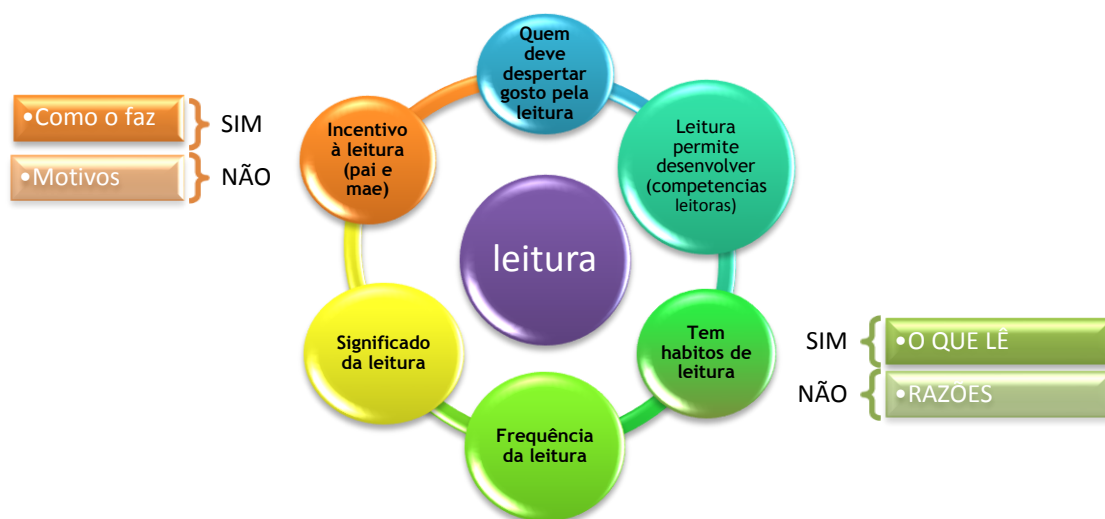 Quem
deve
despertar
gosto pela
leitura
Leitura
permite
desenvolver
(competencias
leitoras)
Tem
habitos de
leitura
SIM
•O QUE LÊ
NÃO
•RAZÕES
Frequência
da leitura
Significado
da leitura
Incentivo
à leitura
(pai e
mae)
•Como o faz
SIM
•Motivos
NÃO
leitura